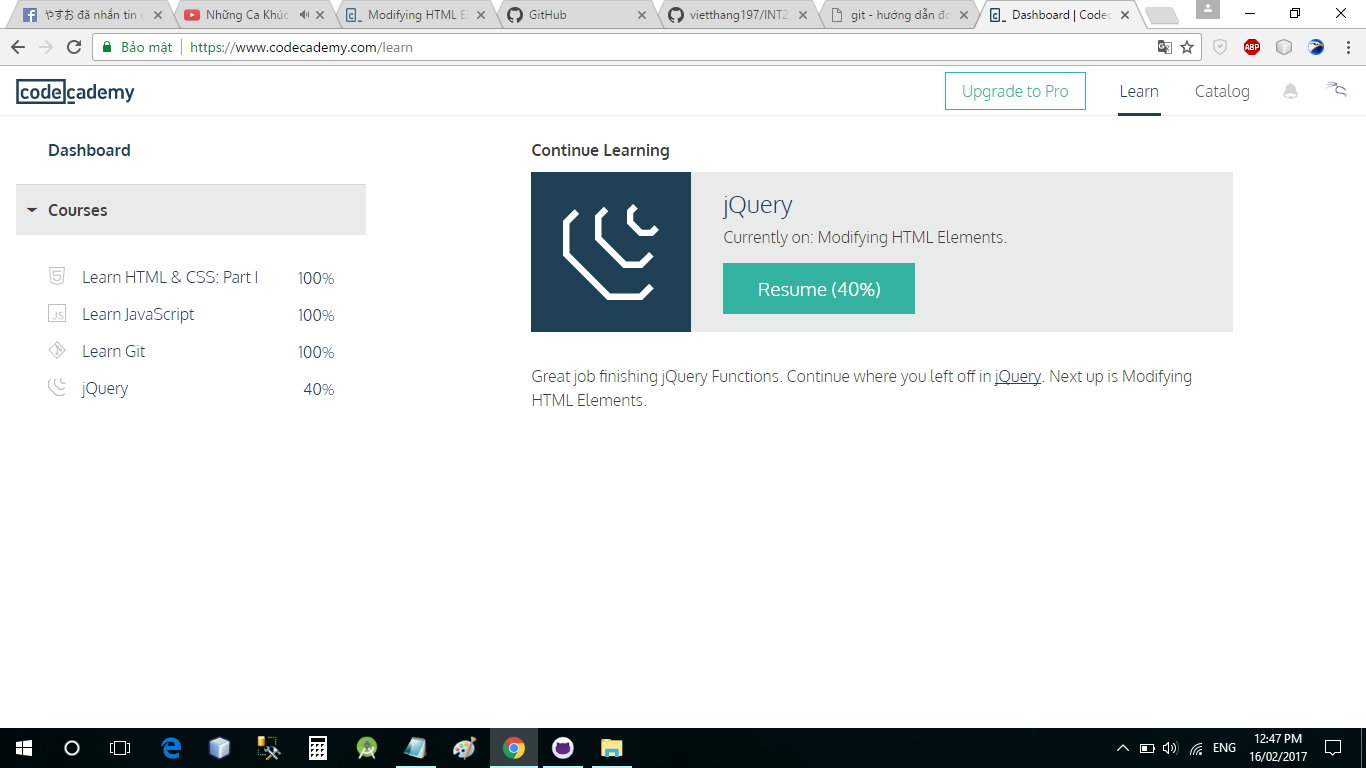 やすお đã nhắn tin c
Những Ca Khúc
Modifying HTML E
GitHub
vietthang197/INT2
git - hướng dẫn đơ
Dashboard | Codec
Bảo mật
https://www.codecademy.com/learn
ABP
codecademy
Upgrade to Pro
Learn
Catalog
Dashboard
Courses
Learn HTML & CSS: Part I 100%
Learn JavaScript 100%
Learn Git 100%
jQuery 40%
Continue Learning
jQuery
Currently on: Modifying HTML Elements.
Resume (40%)
Great job finishing jQuery Functions. Continue where you left off in jQuery. Next up is Modifying
HTML Elements.
ENG
12:47 PM
16/02/2017